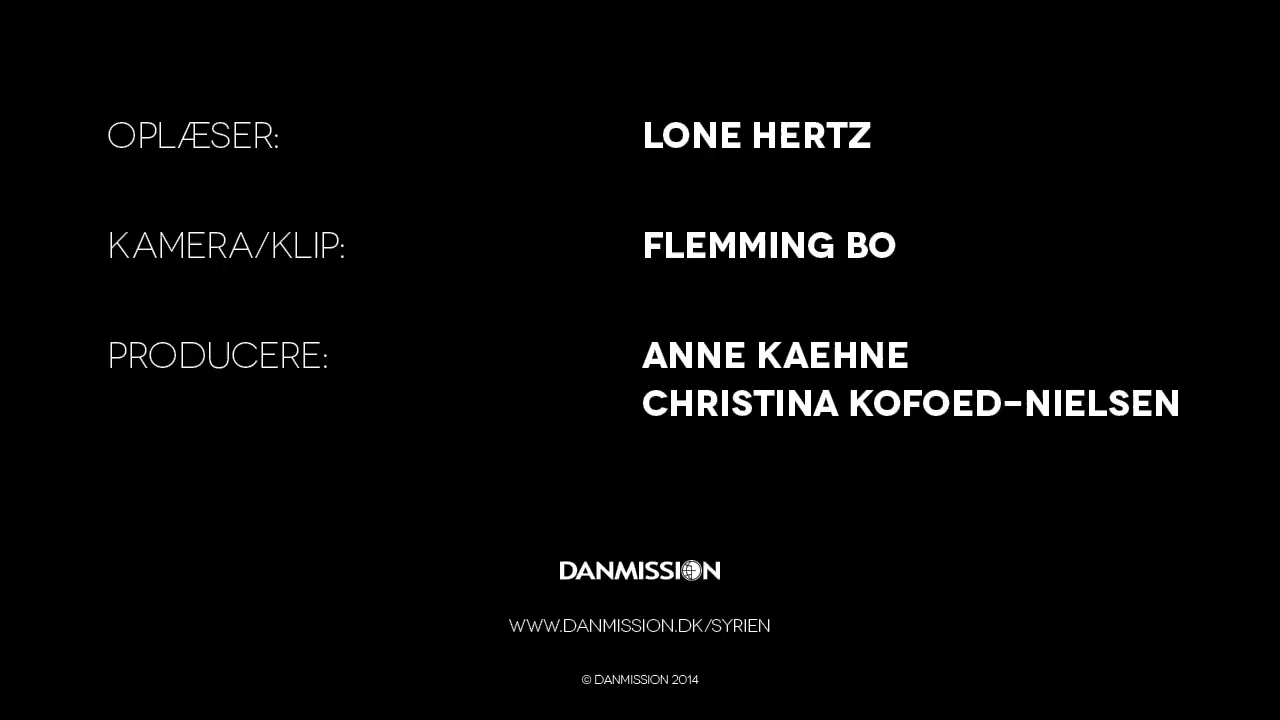 OPLÆSER: LONE HERTZ
KAMERA/KLIP: FLEMMING BO
PRODUCERE: ANNE KAEHNE
CHRISTINA KOFOED-NIELSEN
DANMISSION
WWW.DANMISSION.DK/SYRIEN
© DANMISSION 2014